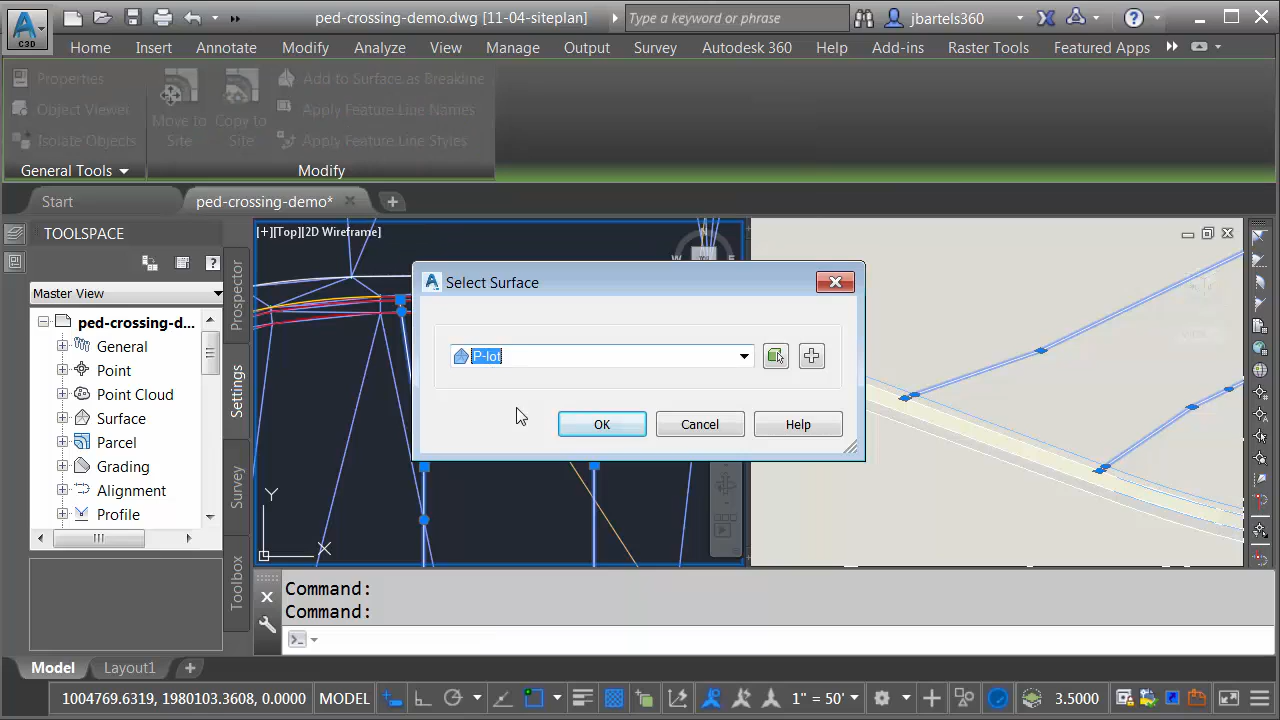 ped-crossing-demo.dwg [11-04-siteplan]
Type a keyword or phrase
jbartels360
C3D
Home Insert Annotate Modify Analyze View Manage Output Survey Autodesk 360 Help Add-ins Raster Tools Featured Apps
Properties
Object Viewer
Isolate Objects
Move to
Site
Copy to
Site
Add to Surface as Breakline
Apply Feature Line Names
Apply Feature Line Styles
General Tools
Modify
Start
ped-crossing-demo*
TOOLSPACE
Master View
ped-crossing-d...
General
Point
Point Cloud
Surface
Parcel
Grading
Alignment
Profile
Prospector
Settings
Survey
Toolbox
[+][Top][2D Wireframe]
N
W
E
Y
X
Select Surface
P-lot
OK
Cancel
Help
Command:
Command:
Model
Layout1
1004769.6319, 1980103.3608, 0.0000
MODEL
1" = 50'
3.5000